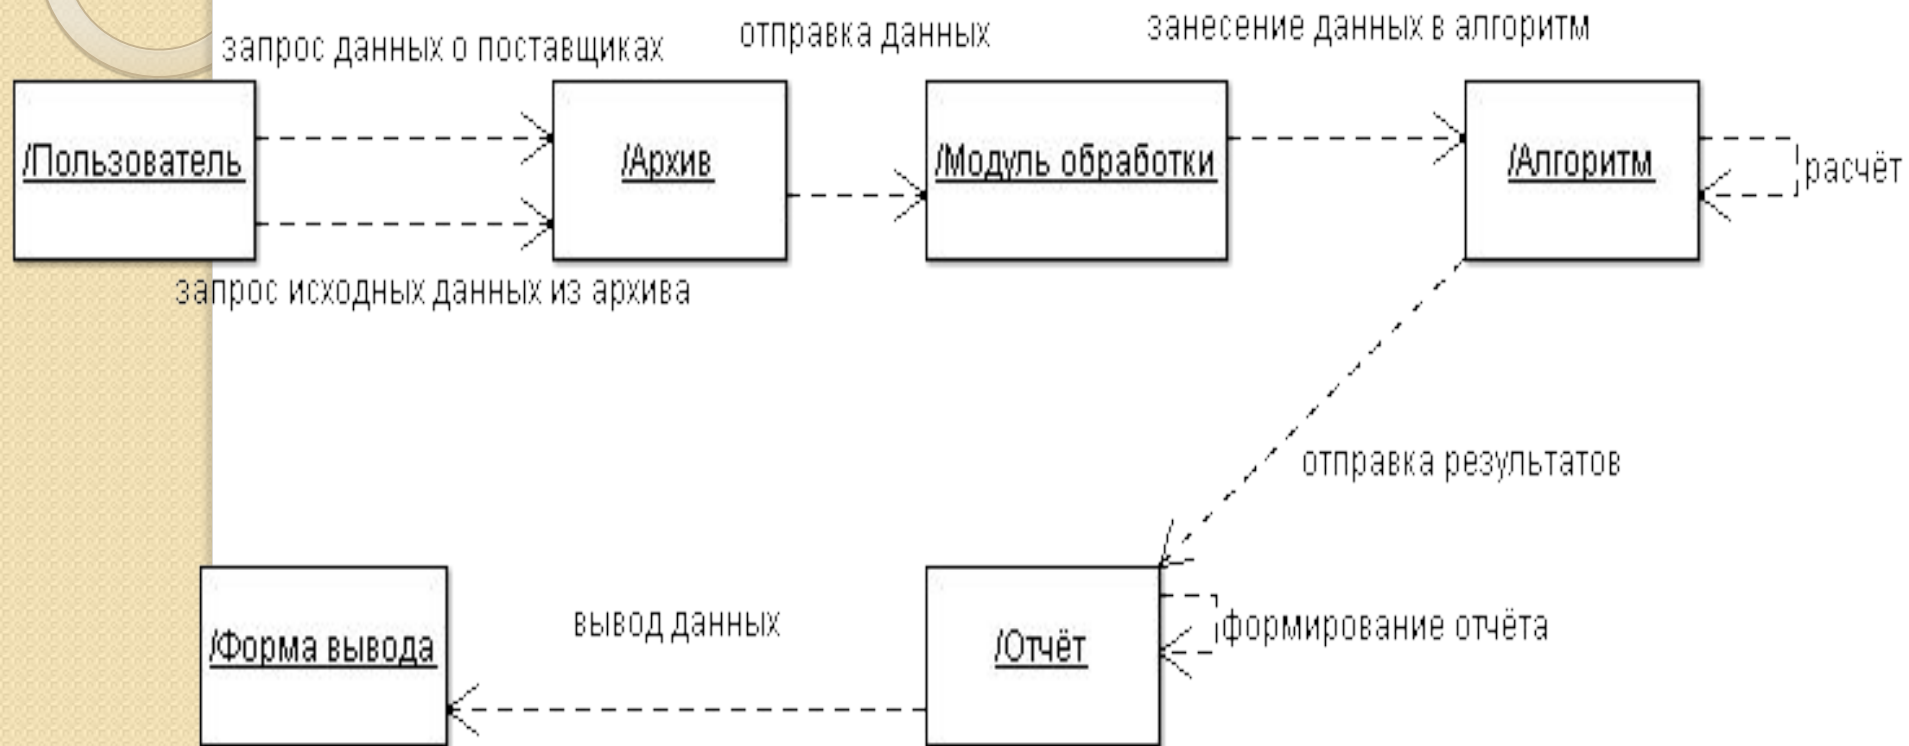 запрос данных о поставщиках
отправка данных
занесение данных в алгоритм
/Пользователь
/Архив
/Модуль обработки
/Алгоритм
расчёт
запрос исходных данных из архива
отправка результатов
/Форма вывода
вывод данных
/Отчёт
формирование отчёта